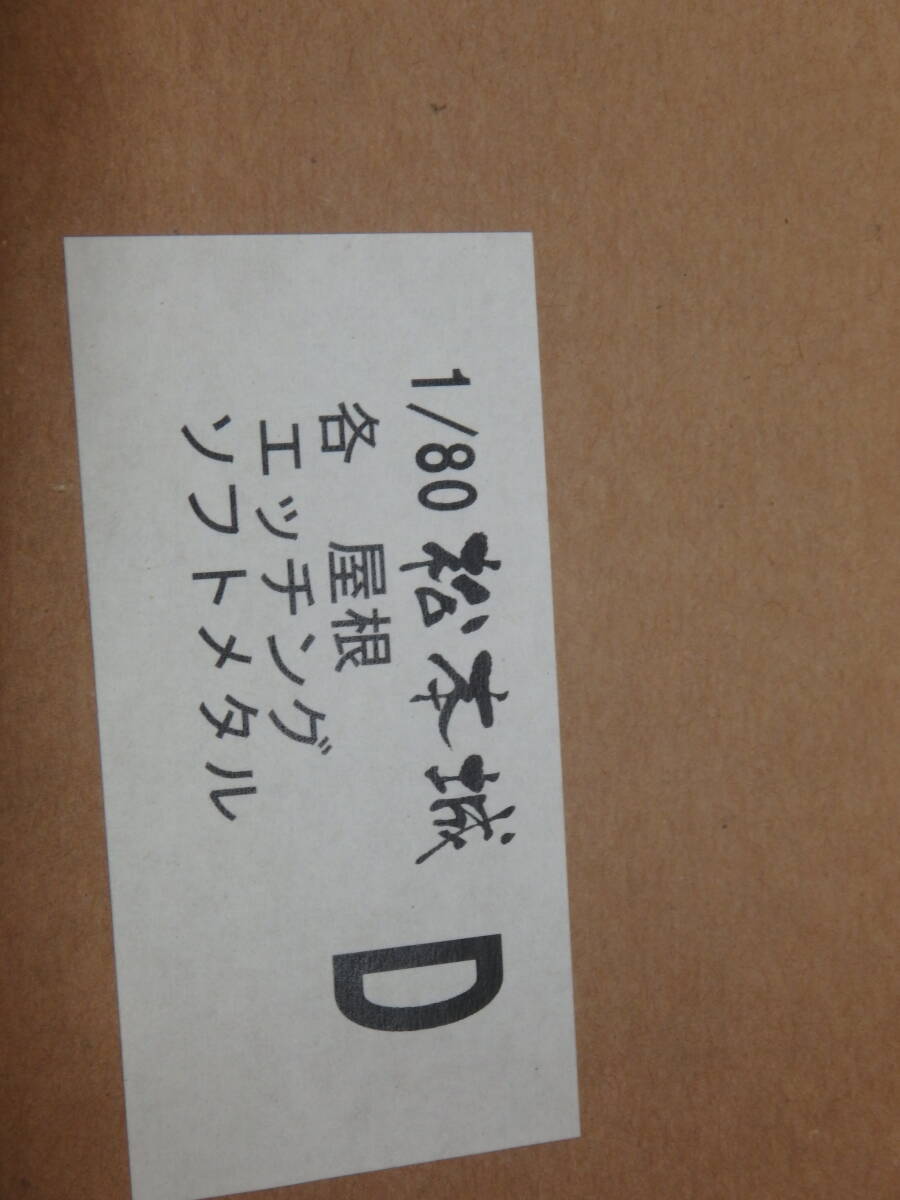 1/80 松本城
各 屋根
エッチング
ソフトメタル
D